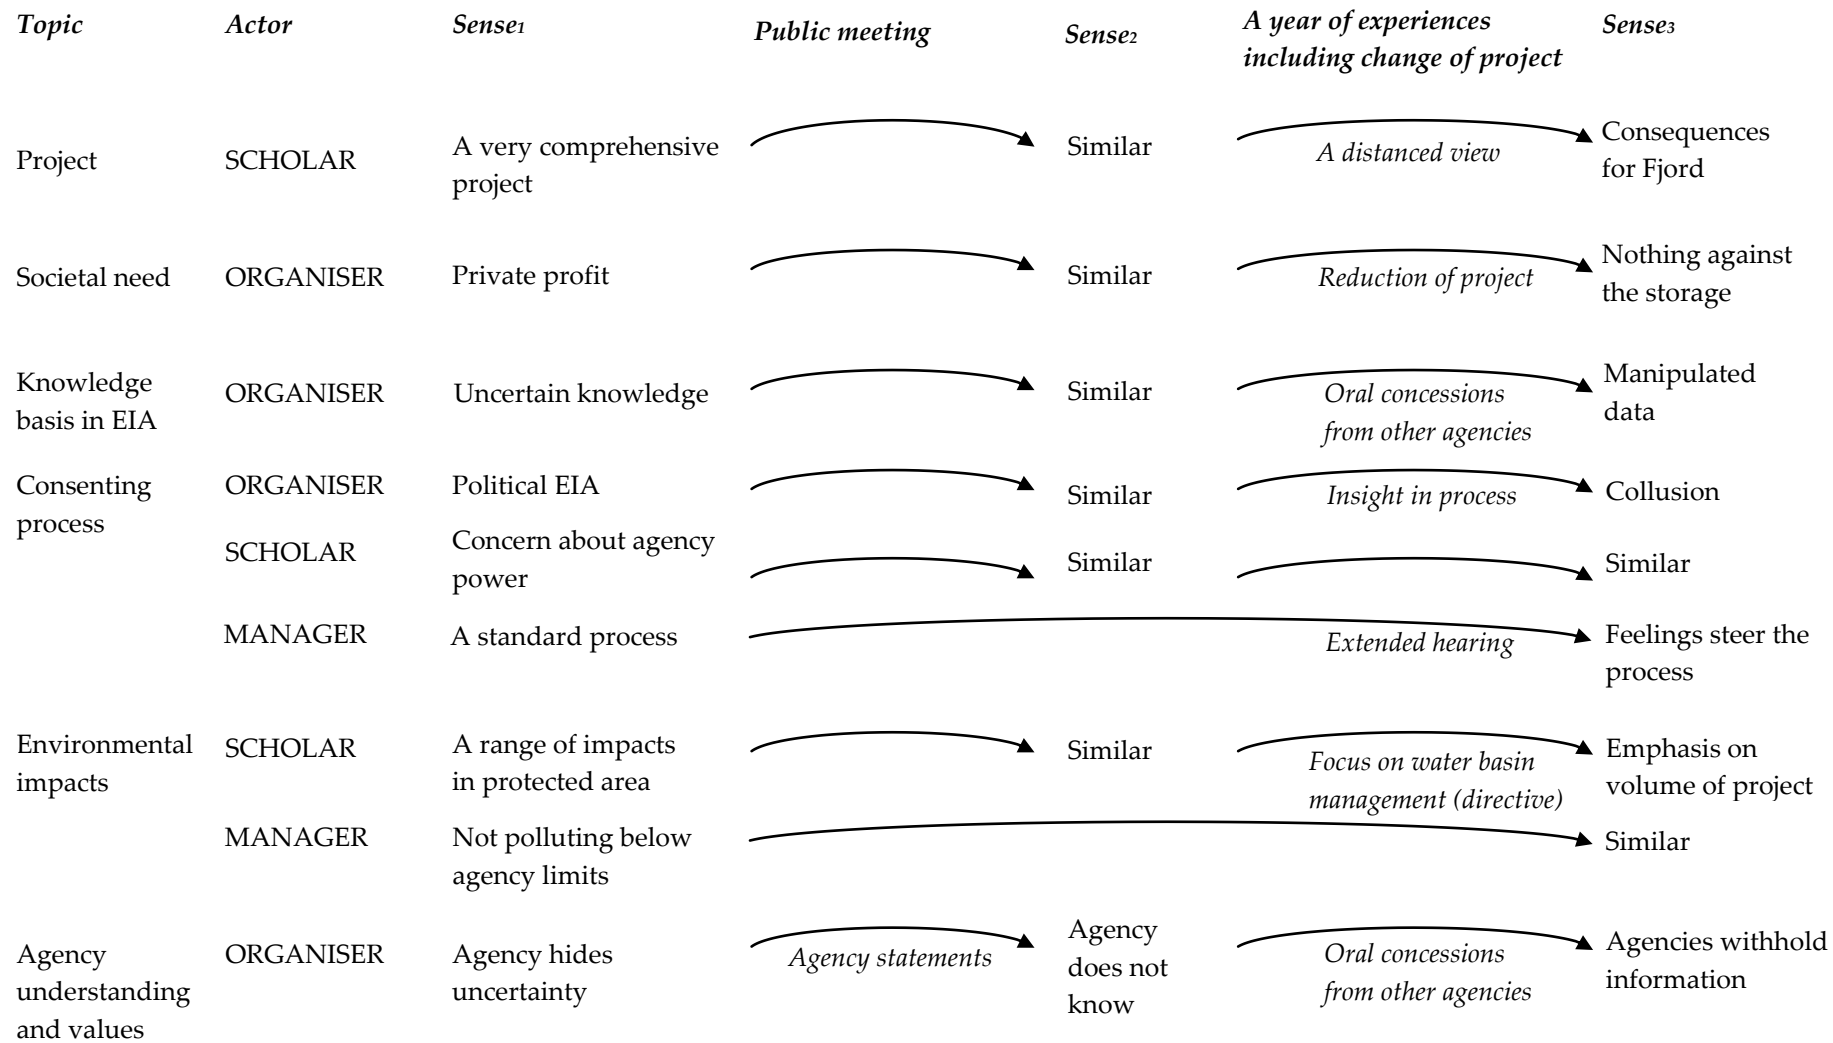 Topic
Actor
Sense1
Public meeting
Sense2
A year of experiences
including change of project
Sense3
Project
SCHOLAR
A very comprehensive
project
Similar
A distanced view
Consequences
for Fjord
Societal need
ORGANISER
Private profit
Similar
Reduction of project
Nothing against
the storage
Knowledge
basis in EIA
ORGANISER
Uncertain knowledge
Similar
Oral concessions
from other agencies
Manipulated
data
Consenting
process
ORGANISER
Political EIA
Similar
Insight in process
Collusion
SCHOLAR
Concern about agency
power
Similar
Similar
MANAGER
A standard process
Extended hearing
Feelings steer the
process
Environmental
impacts
SCHOLAR
A range of impacts
in protected area
Similar
Focus on water basin
management (directive)
Emphasis on
volume of project
MANAGER
Not polluting below
agency limits
Similar
Agency
understanding
and values
ORGANISER
Agency hides
uncertainty
Agency statements
Agency
does not
know
Oral concessions
from other agencies
Agencies withhold
information